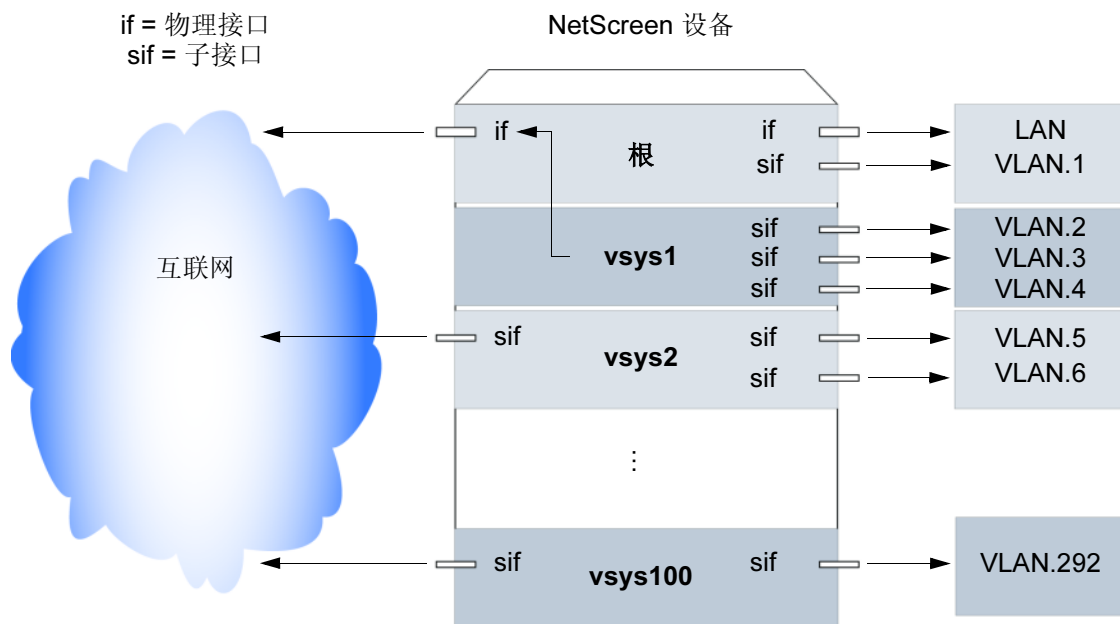 if = 物理接口
sif = 子接口
NetScreen 设备
if
根
if
LAN
sif
VLAN.1
互联网
vsys1
sif
VLAN.2
sif
VLAN.3
sif
VLAN.4
sif
vsys2
sif
VLAN.5
sif
VLAN.6
⋮
sif
vsys100
sif
VLAN.292